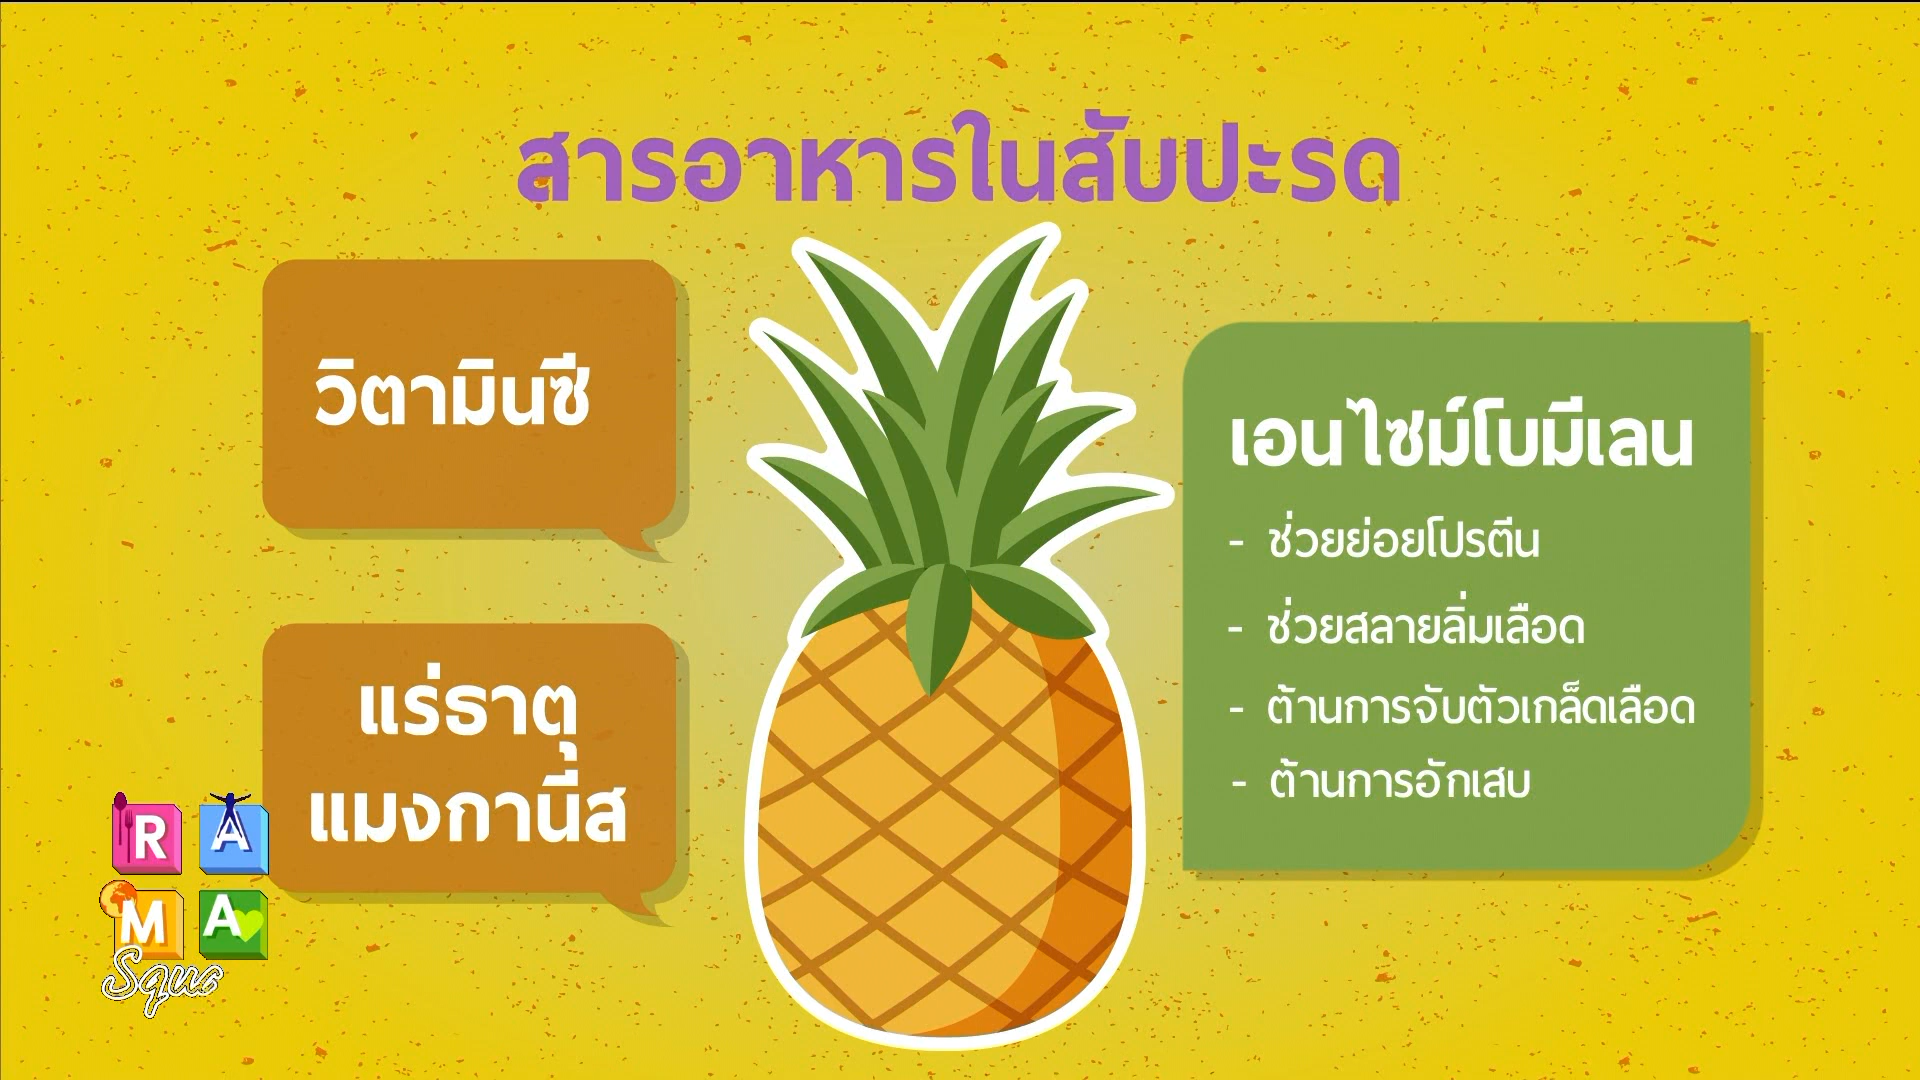 สารอาหารในสับปะรด
วิตามินซี
แร่ธาตุ
แมงกานีส
เอนไซม์โบมีเลน
- ช่วยย่อยโปรตีน
- ช่วยสลายลิ่มเลือด
- ต้านการจับตัวเกล็ดเลือด
- ต้านการอักเสบ
RA
MA